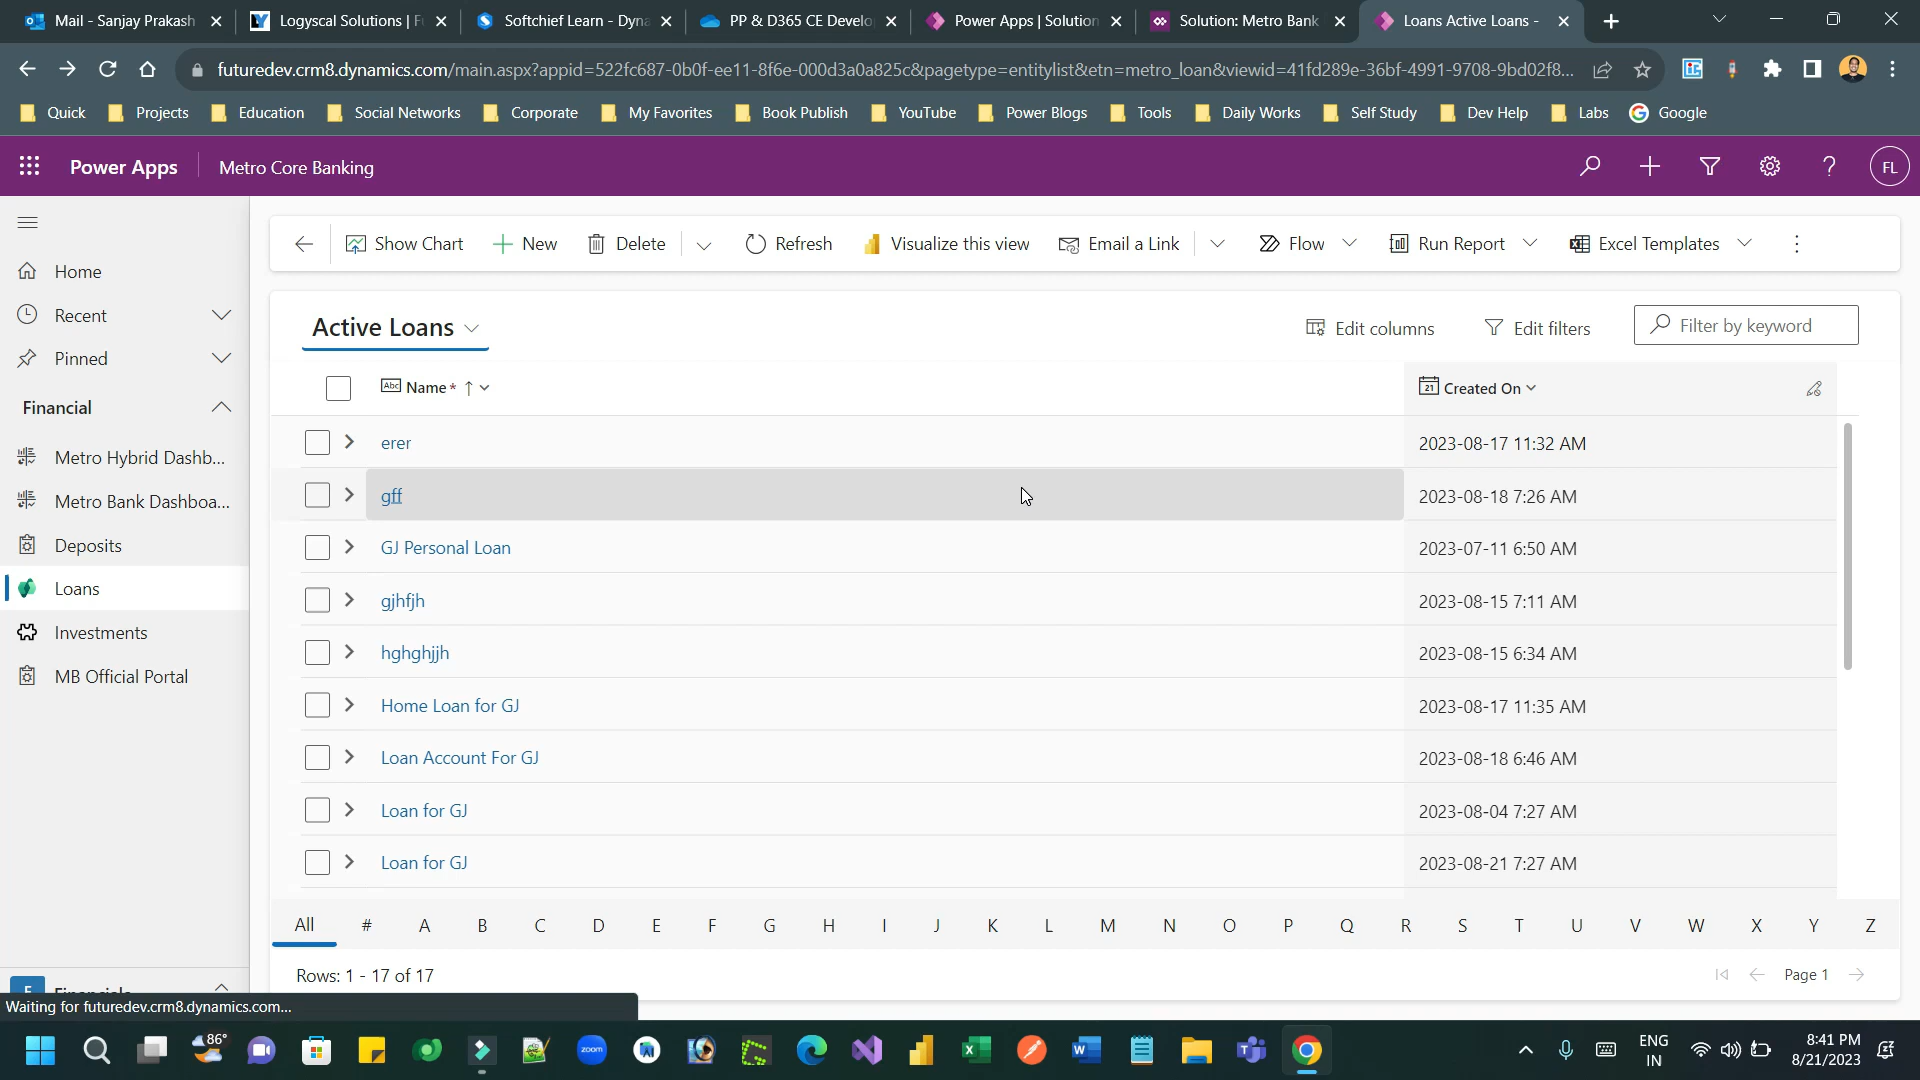 Mail - Sanjay Prakash
Logyscal Solutions | F
Softchief Learn - Dyna
PP & D365 CE Develo
Power Apps | Solution
Solution: Metro Bank
Loans Active Loans -
futuredev.crm8.dynamics.com/main.aspx?appid=522fc687-0b0f-ee11-8f6e-000d3a0a825c&pagetype=entitylist&etn=metro_loan&viewid=41fd289e-36bf-4991-9708-9bd02f8...
Quick
Projects
Education
Social Networks
Corporate
My Favorites
Book Publish
YouTube
Power Blogs
Tools
Daily Works
Self Study
Dev Help
Labs
Google
Power Apps
Metro Core Banking
FL
Show Chart
New
Delete
Refresh
Visualize this view
Email a Link
Flow
Run Report
Excel Templates
Home
Recent
Pinned
Financial
Metro Hybrid Dashb...
Metro Bank Dashboa...
Deposits
Loans
Investments
MB Official Portal
Active Loans
Edit columns
Edit filters
Filter by keyword
Abc Name* ↑
21 Created On
erer 2023-08-17 11:32 AM
gff 2023-08-18 7:26 AM
GJ Personal Loan 2023-07-11 6:50 AM
gjhfjh 2023-08-15 7:11 AM
hghghjjh 2023-08-15 6:34 AM
Home Loan for GJ 2023-08-17 11:35 AM
Loan Account For GJ 2023-08-18 6:46 AM
Loan for GJ 2023-08-04 7:27 AM
Loan for GJ 2023-08-21 7:27 AM
All # A B C D E F G H I J K L M N O P Q R S T U V W X Y Z
Rows: 1 - 17 of 17
Page 1
Waiting for futuredev.crm8.dynamics.com...
86°
zoom
ENG
IN
8:41 PM
8/21/2023